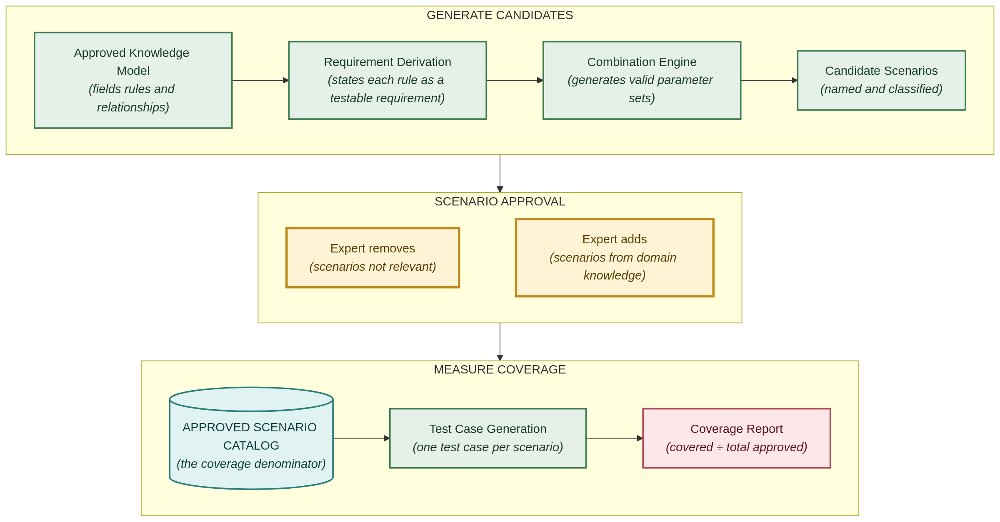 GENERATE CANDIDATES
Approved Knowledge
Model
(fields rules and
relationships)
Requirement Derivation
(states each rule as a
testable requirement)
Combination Engine
(generates valid parameter
sets)
Candidate Scenarios
(named and classified)
SCENARIO APPROVAL
Expert removes
(scenarios not relevant)
Expert adds
(scenarios from domain
knowledge)
MEASURE COVERAGE
APPROVED SCENARIO
CATALOG
(the coverage denominator)
Test Case Generation
(one test case per scenario)
Coverage Report
(covered ÷ total approved)